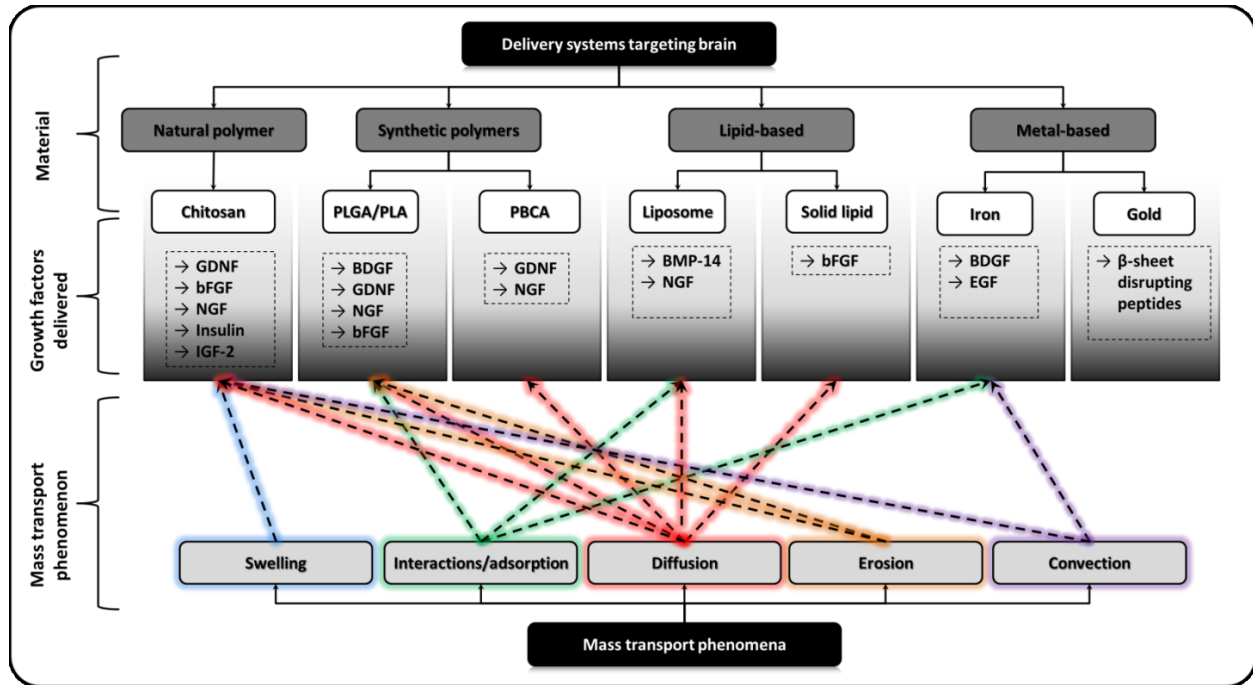 Delivery systems targeting brain
Material
Natural polymer
Synthetic polymers
Lipid-based
Metal-based
Chitosan
PLGA/PLA
PBCA
Liposome
Solid lipid
Iron
Gold
Growth factors
delivered
→ GDNF
→ bFGF
→ NGF
→ Insulin
→ IGF-2
→ BDGF
→ GDNF
→ NGF
→ bFGF
→ GDNF
→ NGF
→ BMP-14
→ NGF
→ bFGF
→ BDGF
→ EGF
→ β-sheet
disrupting
peptides
Mass transport
phenomenon
Swelling
Interactions/adsorption
Diffusion
Erosion
Convection
Mass transport phenomena